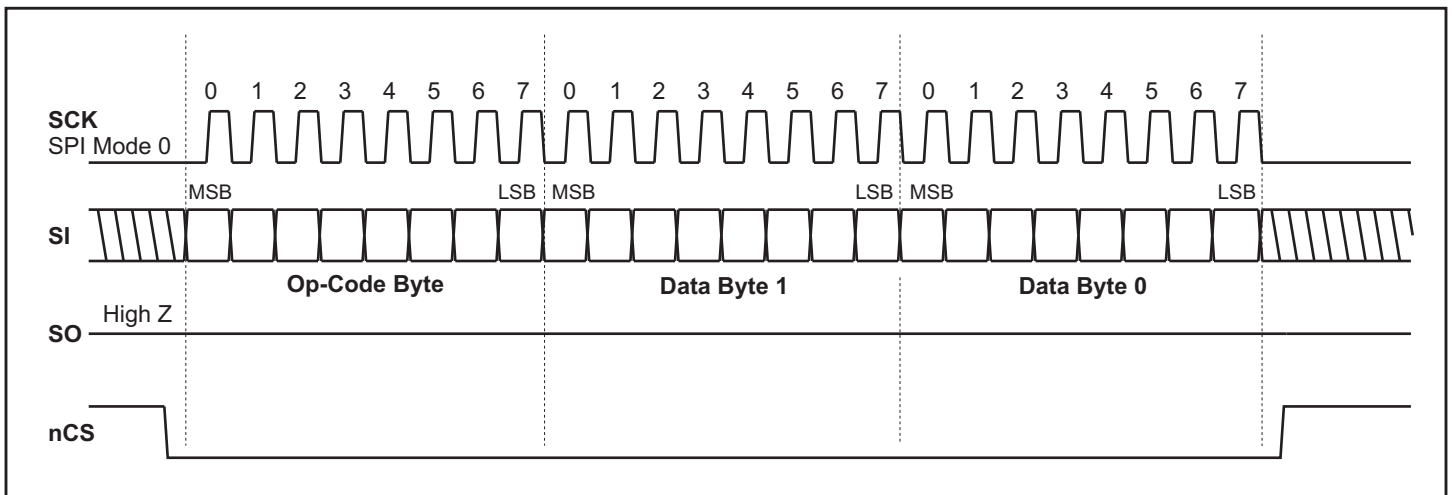 0 1 2 3 4 5 6 7 0 1 2 3 4 5 6 7 0 1 2 3 4 5 6 7
SCK
SPI Mode 0
MSB LSB MSB LSB MSB LSB
SI
Op-Code Byte Data Byte 1 Data Byte 0
High Z
SO
nCS